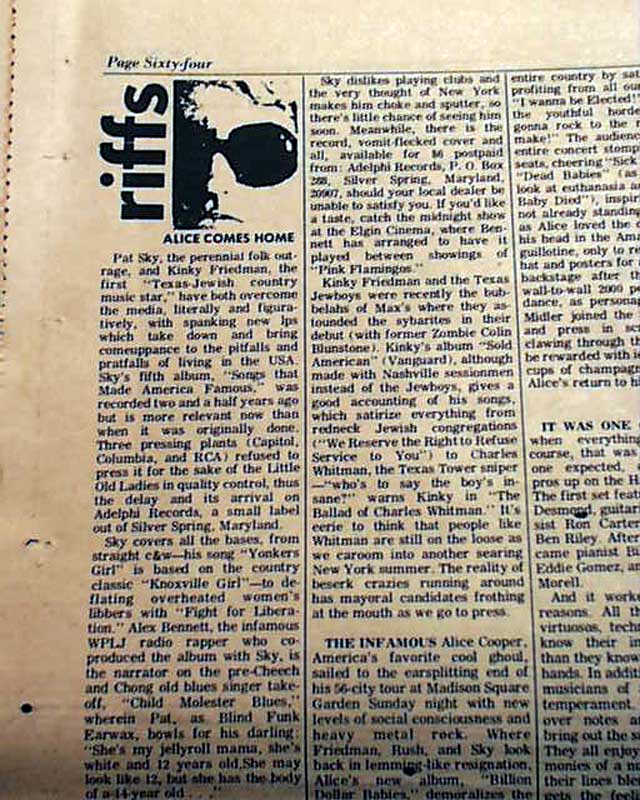 Page Sixty-four
riffs
ALICE COMES HOME
Pat Sky, the perennial folk out-
rage, and Kinky Friedman, the
first "Texas-Jewish country
music star," have both overcome
the media, literally and figura-
tively, with spanking new lps
which take down and bring
comeuppance to the pitfalls and
pratfalls of living in the USA.
Sky's fifth album, "Songs that
Made America Famous," was
recorded two and a half years ago
but is more relevant now than
when it was originally done.
Three pressing plants (Capitol,
Columbia, and RCA) refused to
press it for the sake of the Little
Old Ladies in quality control, thus
the delay and its arrival on
Adelphi Records, a small label
out of Silver Spring, Maryland.
Sky covers all the bases, from
straight c&w—his song "Yonkers
Girl" is based on the country
classic "Knoxville Girl"—to de-
flating overheated women's
libbers with "Fight for Libera-
tion." Alex Bennett, the infamous
WPLJ radio rapper who co-
produced the album with Sky, is
the narrator on the pre-Cheech
and Chong old blues singer take-
off, "Child Molester Blues,"
wherein Pat, as Blind Funk
Earwax, bowls for his darling:
"She's my jellyroll mama, she's
white and 12 years old,She may
look like 12, but she has the body
of a 14-year old . . ."
Sky dislikes playing clubs and
the very thought of New York
makes him choke and sputter, so
there's little chance of seeing him
soon. Meanwhile, there is the
record, vomit-flecked cover and
all, available for $6 postpaid
from: Adelphi Records, P. O. Box
288, Silver Spring, Maryland,
20907, should your local dealer be
unable to satisfy you. If you'd like
a taste, catch the midnight show
at the Elgin Cinema, where Ben-
nett has arranged to have it
played between showings of
"Pink Flamingos."
Kinky Friedman and the Texas
Jewboys were recently the bub-
belahs of Max's where they as-
tounded the sybarites in their
debut (with former Zombie Colin
Blunstone). Kinky's album "Sold
American" (Vanguard), although
made with Nashville sessionmen
instead of the Jewboys, gives a
good accounting of his songs,
which satirize everything from
redneck Jewish congregations
("We Reserve the Right to Refuse
Service to You") to Charles
Whitman, the Texas Tower sniper
—"who's to say the boy's in-
sane?" warns Kinky in "The
Ballad of Charles Whitman." It's
eerie to think that people like
Whitman are still on the loose as
we caroom into another searing
New York summer. The reality of
beserk crazies running around
has mayoral candidates frothing
at the mouth as we go to press.
THE INFAMOUS Alice Cooper,
America's favorite cool ghoul,
sailed to the earsplitting end of
his 56-city tour at Madison Square
Garden Sunday night with new
levels of social consciousness and
heavy metal rock. Where
Friedman, Rush, and Sky look
back in lemming-like resignation,
Alice's new album, "Billion
Dollar Babies," demoralizes the
entire country by
profiting from all
"I wanna be Elected!"
the youthful
gonna rock to the
make!" The
entire concert
seats, cheering "Sick
"Dead Babies" (as
look at euthanasia
Baby Died"),
not already standing
as Alice loved the
his head in the
guillotine, only to
hat and posters for
backstage after
wall-to-wall 2000
dance, as
Midler joined the
and press in
clawing through
be rewarded with
cups of
Alice's return to
IT WAS ONE
when everything
course, that was
one expected,
pros up on the
The first set
Desmond,
sist Ron Carter
Ben Riley. After
came pianist
Eddie Gomez,
Morell.
And it
reasons. All
virtuosos,
know their
than they know
hands. In
musicians of
temperament
over notes
bring out the
They all enjoy
monies of a
their lines
gets the